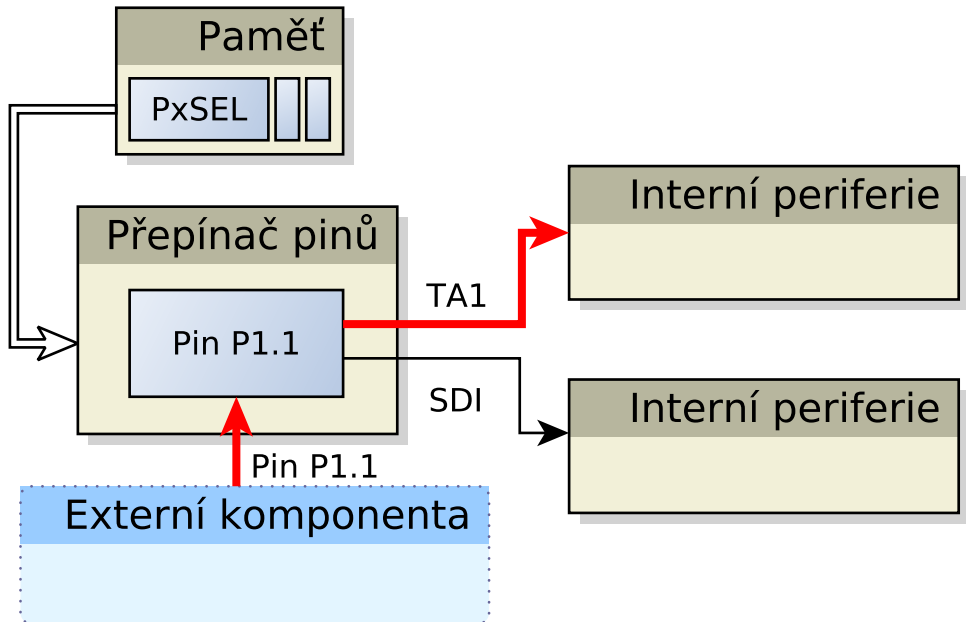 Paměť
PxSEL
Interní periferie
Přepínač pinů
TA1
Pin P1.1
SDI
Interní periferie
Pin P1.1
Externí komponenta